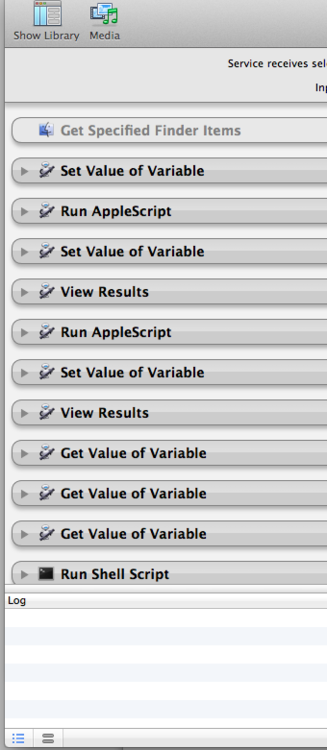 Show Library Media
Service receives sel
Inp
Get Specified Finder Items
Set Value of Variable
Run AppleScript
Set Value of Variable
View Results
Run AppleScript
Set Value of Variable
View Results
Get Value of Variable
Get Value of Variable
Get Value of Variable
Run Shell Script
Log